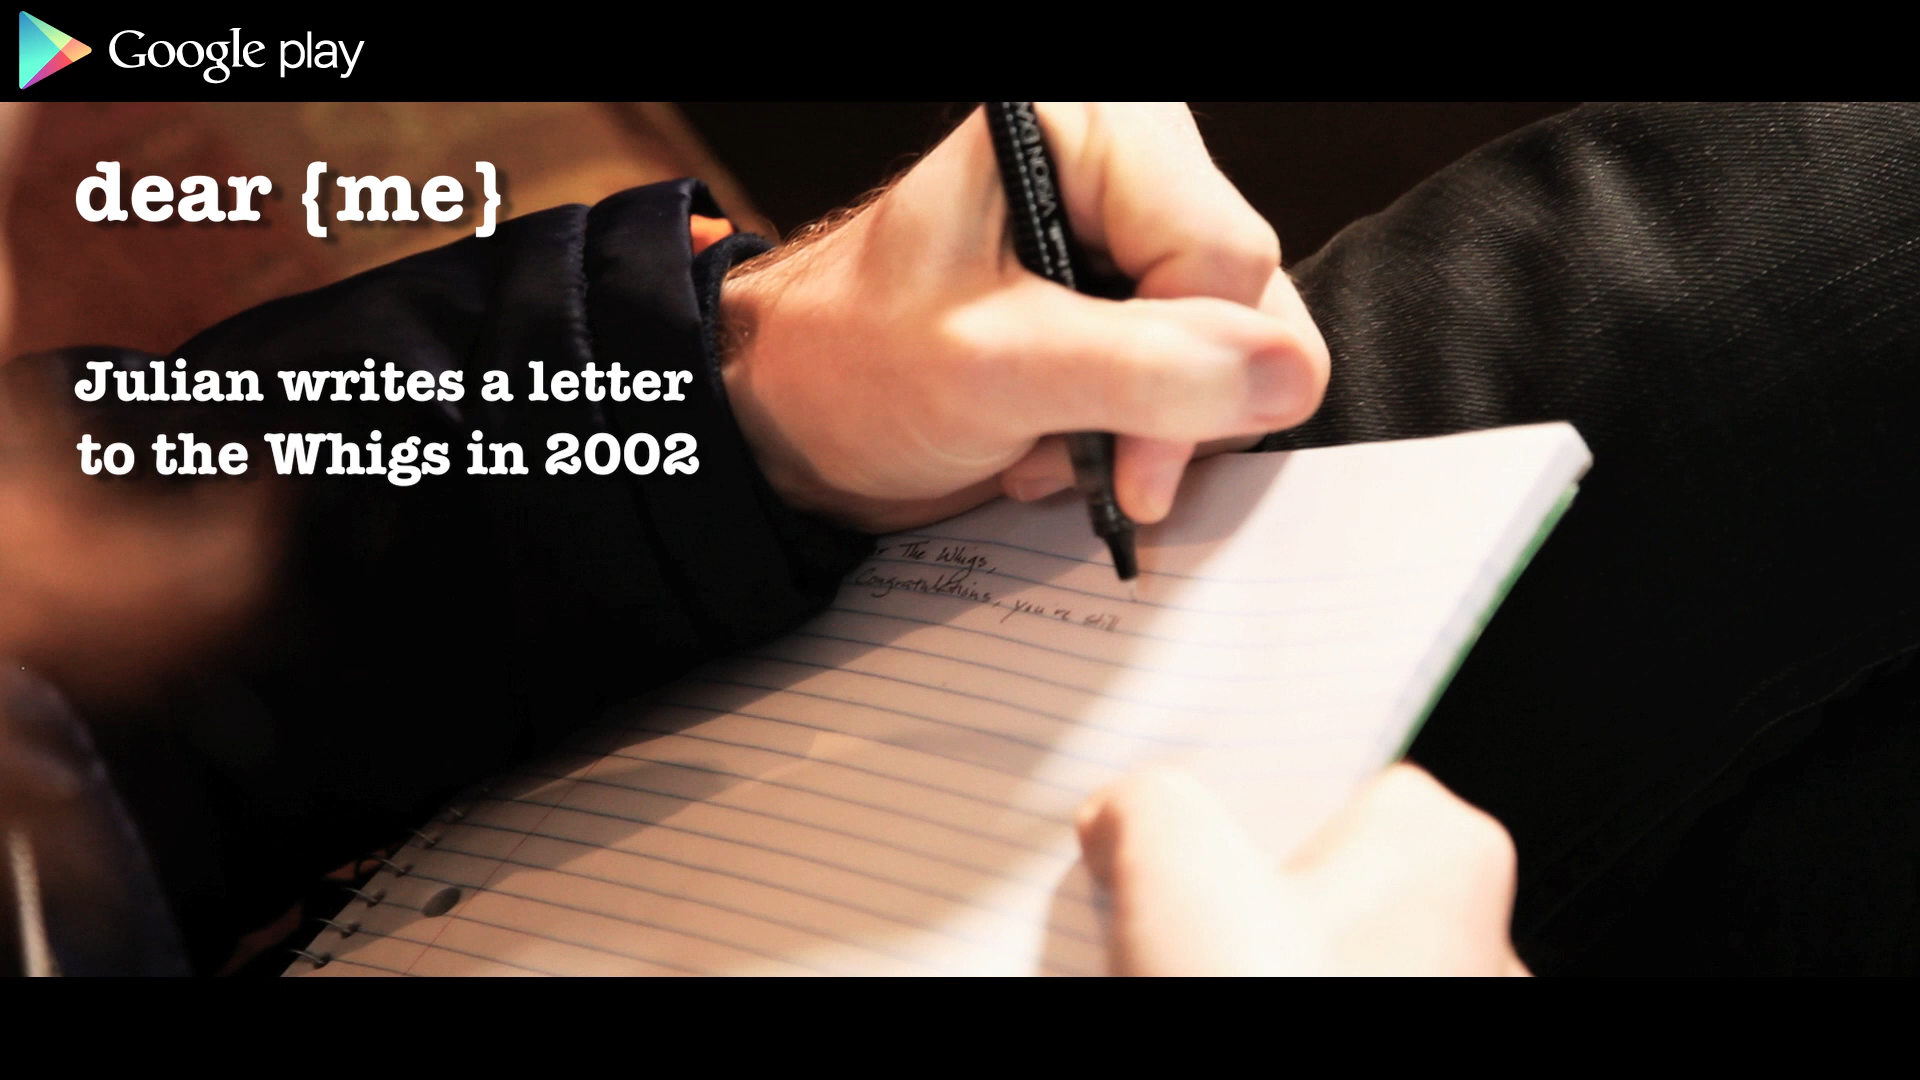 Google play
dear {me}
Julian writes a letter
to the Whigs in 2002
The Whigs,
Congratulations, you're still